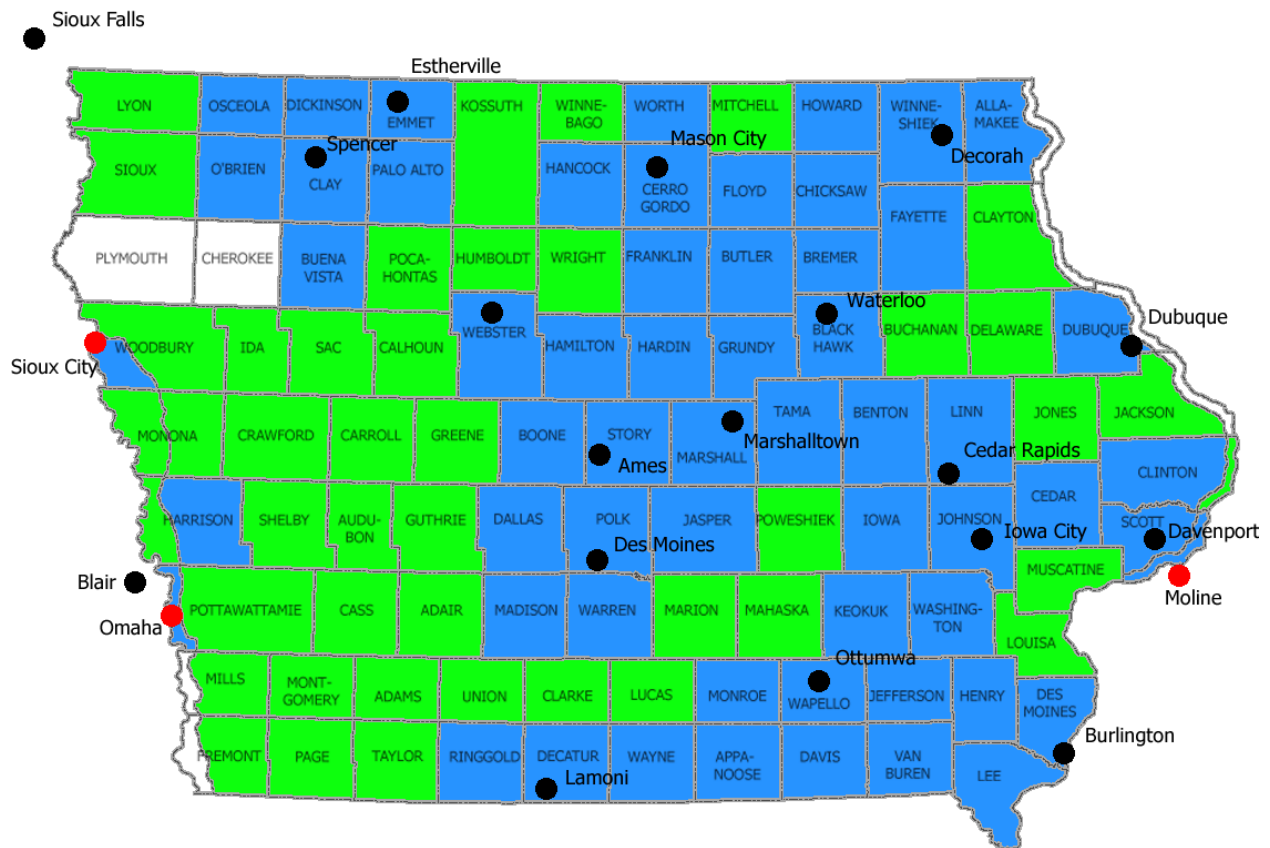 Sioux Falls
Estherville
LYON
OSCEOLA
DICKINSON
EMMET
KOSSUTH
WINNE-
BAGO
WORTH
MITCHELL
HOWARD
WINNE-
SHIEK
ALLA-
MAKEE
Spencer
Mason City
Decorah
SIOUX
O'BRIEN
CLAY
PALO ALTO
HANCOCK
CERRO
GORDO
FLOYD
CHICKSAW
FAYETTE
CLAYTON
PLYMOUTH
CHEROKEE
BUENA
VISTA
POCA-
HONTAS
HUMBOLDT
WRIGHT
FRANKLIN
BUTLER
BREMER
Waterloo
Dubuque
WOODBURY
IDA
SAC
CALHOUN
WEBSTER
HAMILTON
HARDIN
GRUNDY
BLACK
HAWK
BUCHANAN
DELAWARE
DUBUQUE
Sioux City
MONONA
CRAWFORD
CARROLL
GREENE
BOONE
STORY
MARSHALL
TAMA
BENTON
LINN
JONES
JACKSON
Ames
Marshalltown
Cedar Rapids
CLINTON
HARRISON
SHELBY
AUDU-
BON
GUTHRIE
DALLAS
POLK
JASPER
POWESHIEK
IOWA
JOHNSON
CEDAR
SCOTT
Des Moines
Iowa City
Davenport
MUSCATINE
Blair
Moline
Omaha
POTTAWATTAMIE
CASS
ADAIR
MADISON
WARREN
MARION
MAHASKA
KEOKUK
WASHING-
TON
LOUISA
Ottumwa
MILLS
MONT-
GOMERY
ADAMS
UNION
CLARKE
LUCAS
MONROE
WAPELLO
JEFFERSON
HENRY
DES
MOINES
Burlington
FREMONT
PAGE
TAYLOR
RINGGOLD
DECATUR
WAYNE
APPA-
NOOSE
DAVIS
VAN
BUREN
LEE
Lamoni